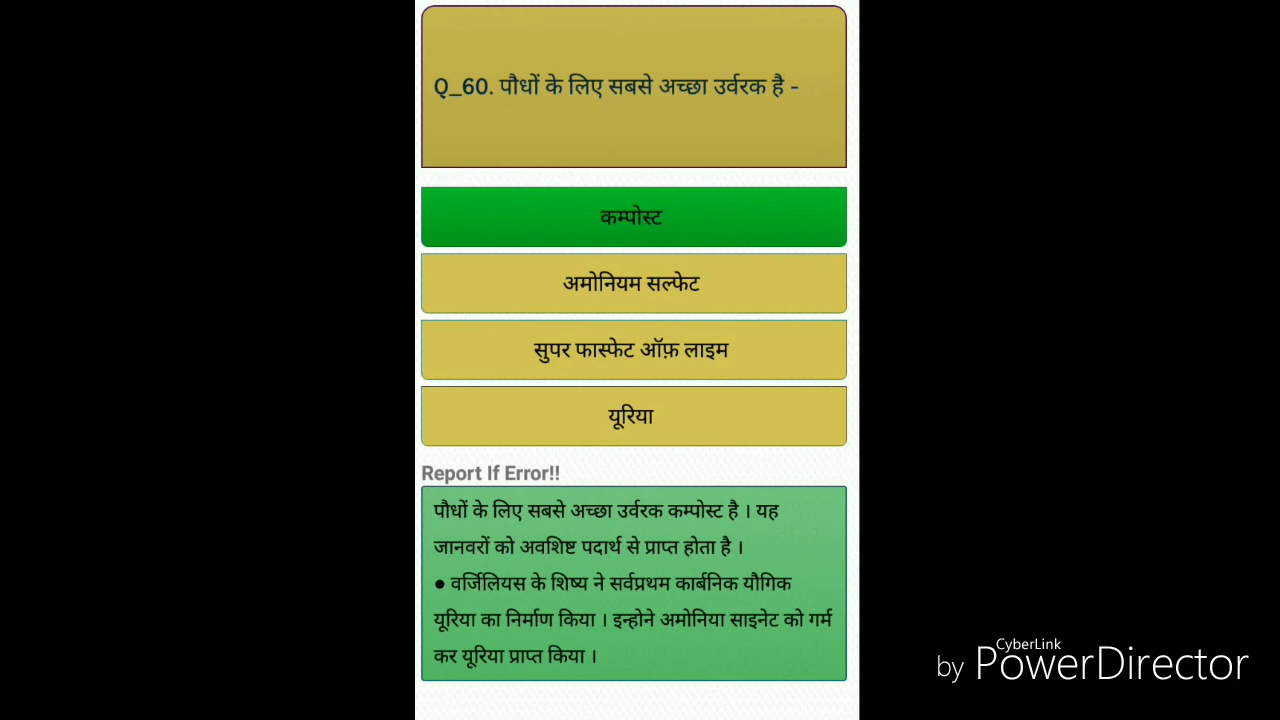 Q_60. पौधों के लिए सबसे अच्छा उर्वरक है -
कम्पोस्ट
अमोनियम सल्फेट
सुपर फास्फेट ऑफ़ लाइम
यूरिया
Report If Error!!
पौधों के लिए सबसे अच्छा उर्वरक कम्पोस्ट है । यह
जानवरों को अवशिष्ट पदार्थ से प्राप्त होता है ।
● वर्जिलियस के शिष्य ने सर्वप्रथम कार्बनिक यौगिक
यूरिया का निर्माण किया । इन्होने अमोनिया साइनेट को गर्म
कर यूरिया प्राप्त किया ।
CyberLink
by PowerDirector